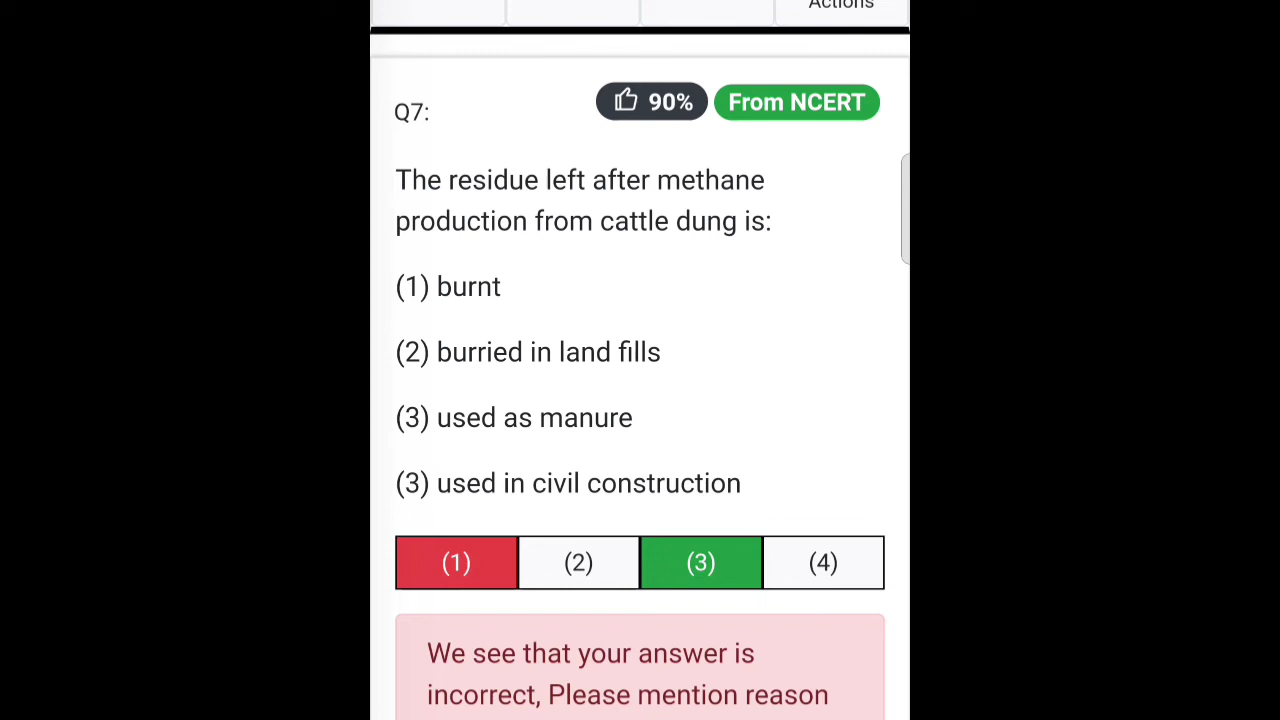 Actions
Q7:
90%
From NCERT
The residue left after methane
production from cattle dung is:
(1) burnt
(2) burried in land fills
(3) used as manure
(3) used in civil construction
(1) (2) (3) (4)
We see that your answer is
incorrect, Please mention reason